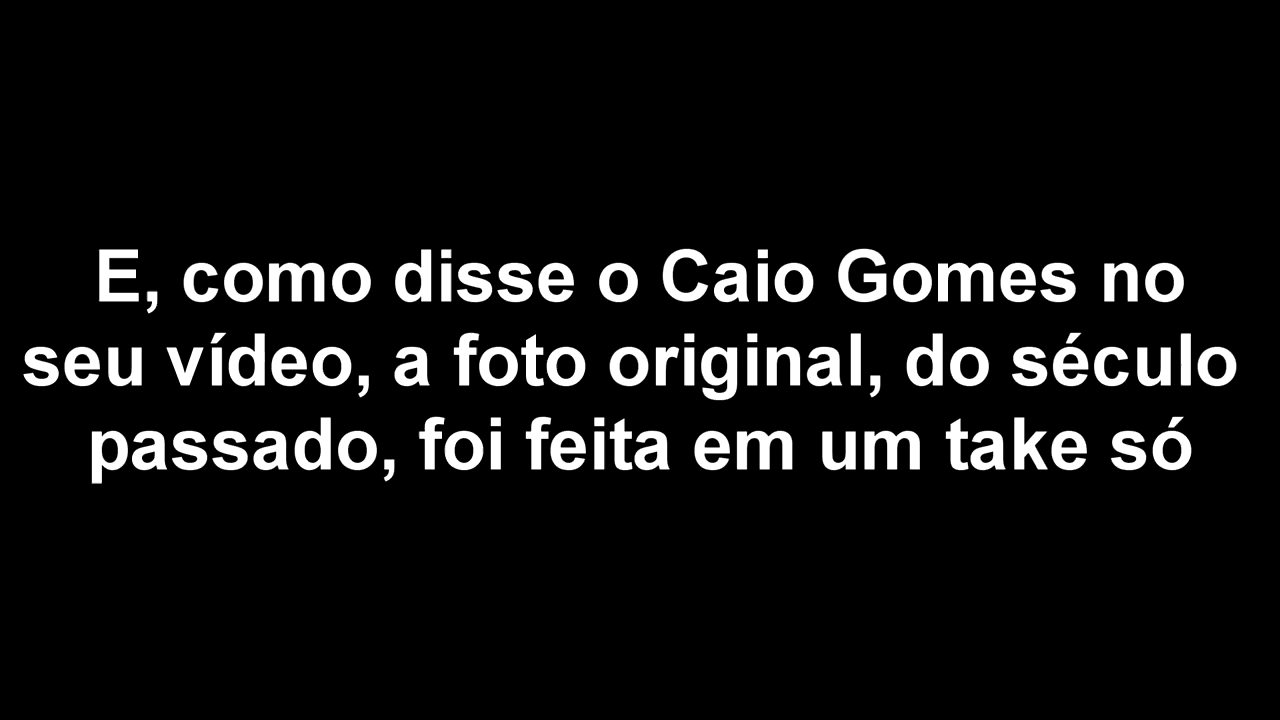 E, como disse o Caio Gomes no
seu vídeo, a foto original, do século
passado, foi feita em um take só